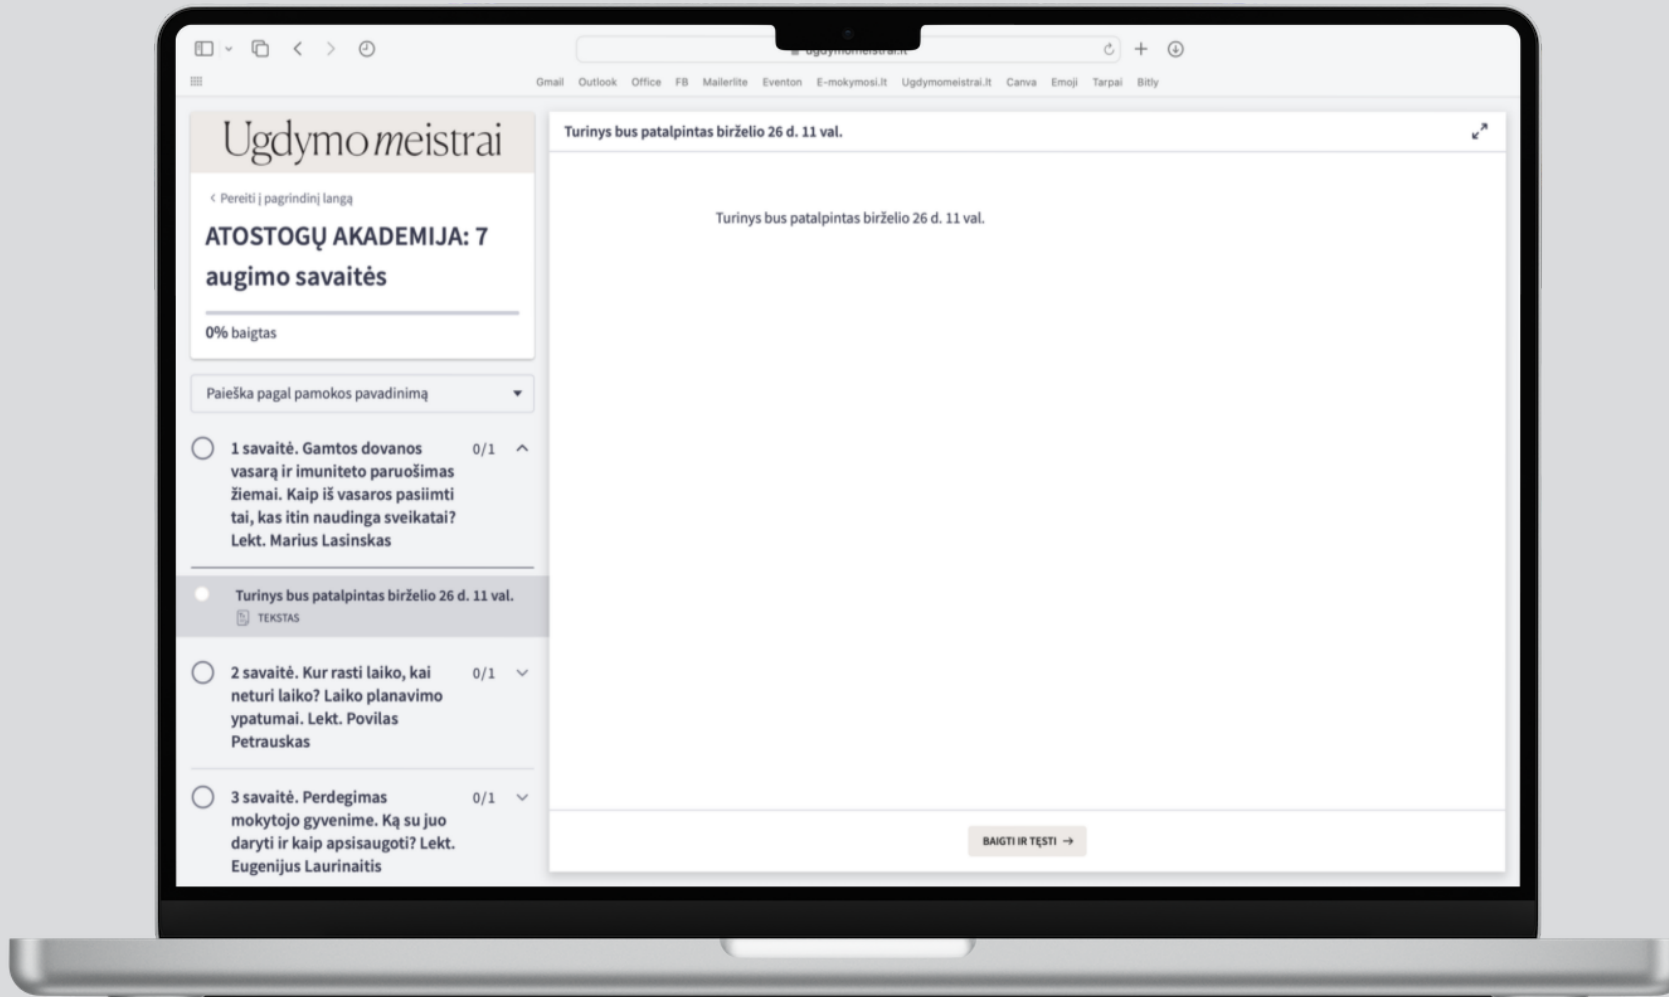 ugdymomeistrai.lt
Gmail Outlook Office FB Mailerlite Eventon E-mokymosi.lt Ugdymomeistrai.lt Canva Emoji Tarpai Bitly
Ugdymo meistrai
< Pereiti į pagrindinį langą
ATOSTOGŲ AKADEMIJA: 7
augimo savaitės
0% baigtas
Paieška pagal pamokos pavadinimą
1 savaitė. Gamtos dovanos 0/1
vasarą ir imuniteto paruošimas
žiemai. Kaip iš vasaros pasiimti
tai, kas itin naudinga sveikatai?
Lekt. Marius Lasinskas
Turinys bus patalpintas birželio 26 d. 11 val.
TEKSTAS
2 savaitė. Kur rasti laiko, kai 0/1
neturi laiko? Laiko planavimo
ypatumai. Lekt. Povilas
Petrauskas
3 savaitė. Perdegimas 0/1
mokytojo gyvenime. Ką su juo
daryti ir kaip apsisaugoti? Lekt.
Eugenijus Laurinaitis
Turinys bus patalpintas birželio 26 d. 11 val.
Turinys bus patalpintas birželio 26 d. 11 val.
BAIGTI IR TĘSTI →